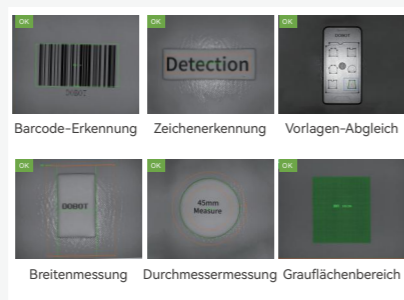 OK OK OK
DOBOT Detection DOBOT
Barcode-Erkennung Zeichenerkennung Vorlagen-Abgleich
OK OK OK
DOBOT 45mm
Measure
Breitenmessung Durchmessermessung Grauflächenbereich